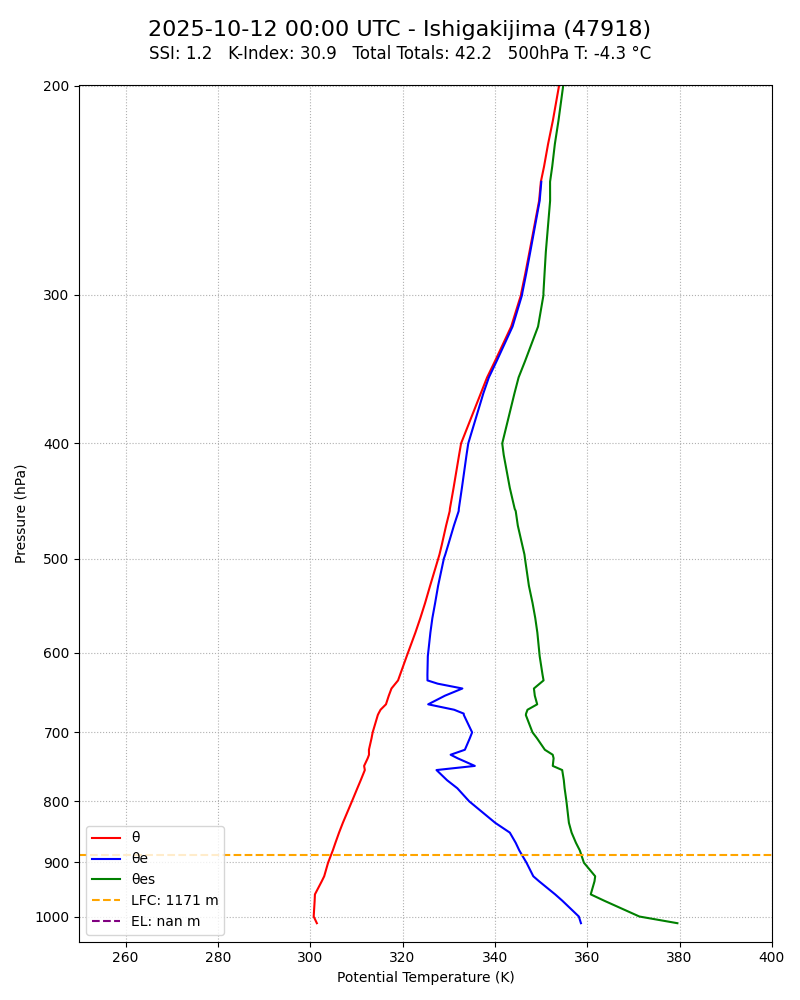 2025-10-12 00:00 UTC - Ishigakijima (47918)
SSI: 1.2   K-Index: 30.9   Total Totals: 42.2   500hPa T: -4.3 °C
200
300
400
500
600
700
800
900
1000
Pressure (hPa)
θ
θe
θes
LFC: 1171 m
EL: nan m
260
280
300
320
340
360
380
400
Potential Temperature (K)